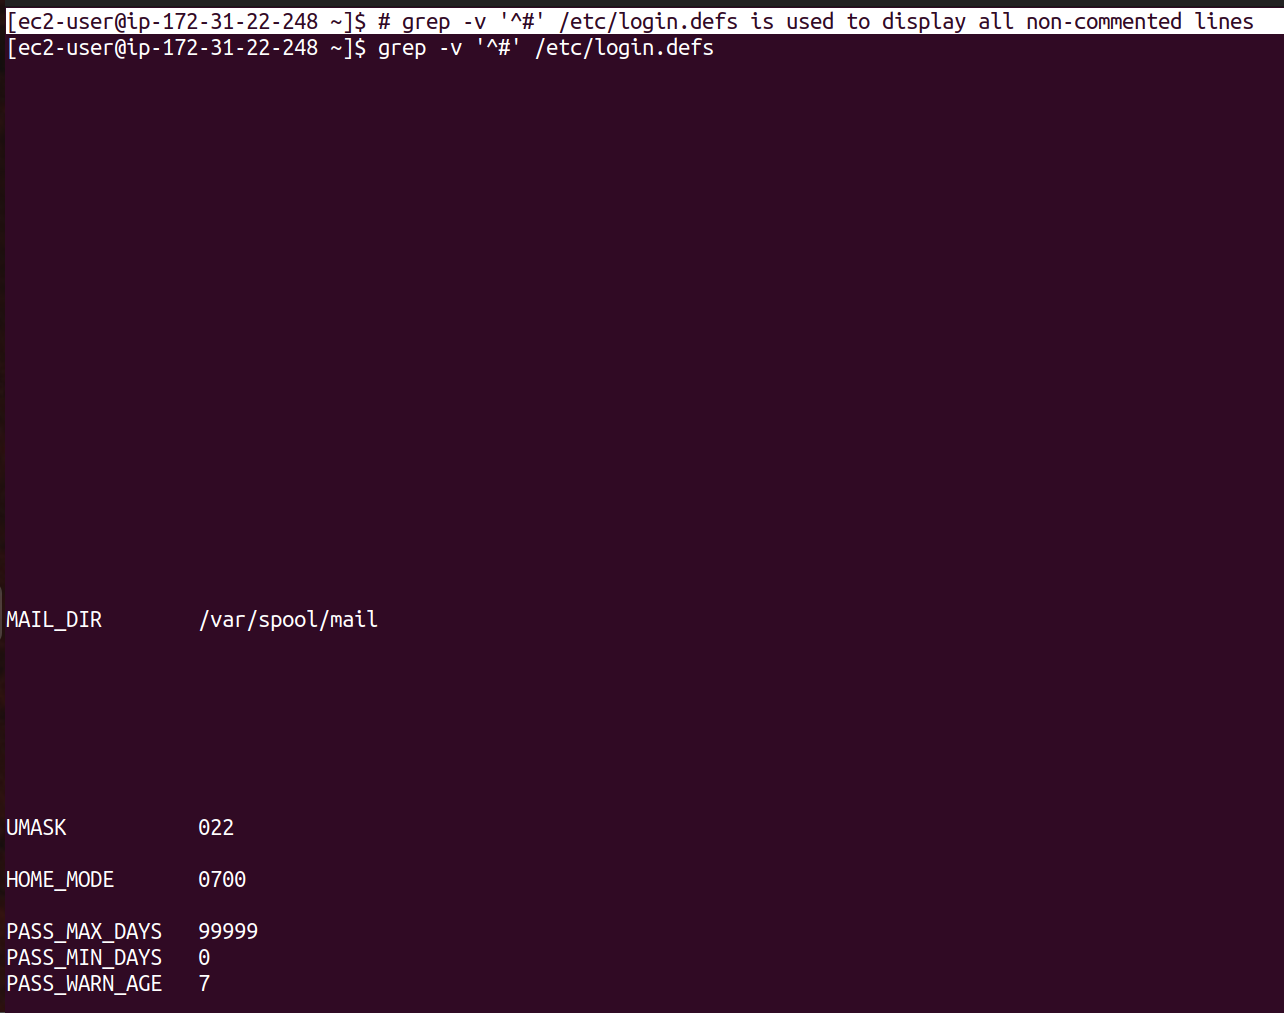 [ec2-user@ip-172-31-22-248 ~]$ # grep -v '^#' /etc/login.defs is used to display all non-commented lines
[ec2-user@ip-172-31-22-248 ~]$ grep -v '^#' /etc/login.defs
MAIL_DIR        /var/spool/mail
UMASK           022
HOME_MODE       0700
PASS_MAX_DAYS   99999
PASS_MIN_DAYS   0
PASS_WARN_AGE   7